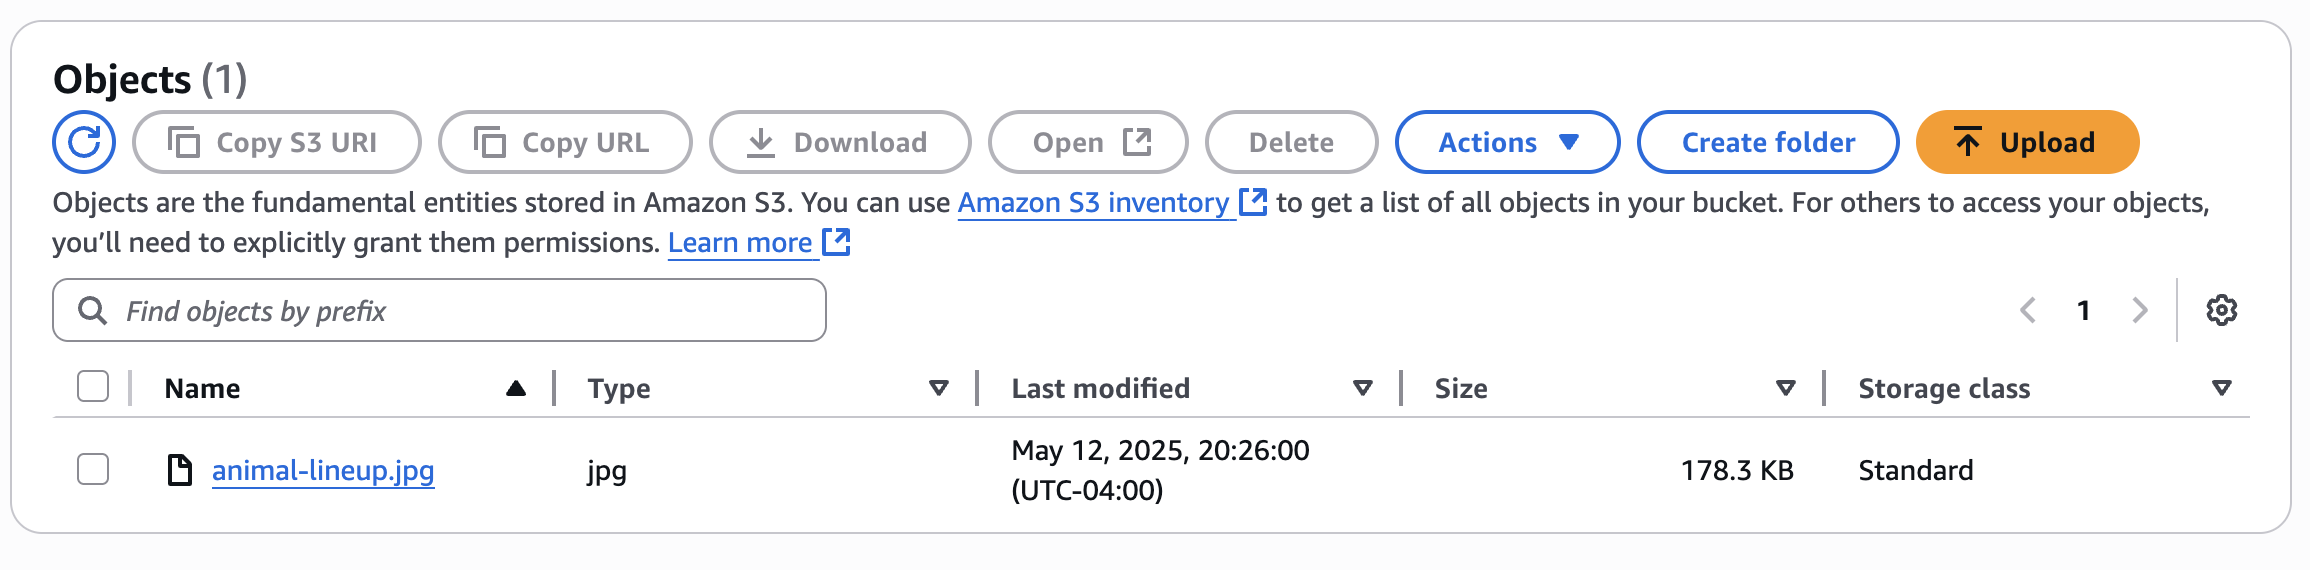 Objects (1)
Copy S3 URI Copy URL Download Open Delete Actions Create folder Upload
Objects are the fundamental entities stored in Amazon S3. You can use Amazon S3 inventory to get a list of all objects in your bucket. For others to access your objects,
you’ll need to explicitly grant them permissions. Learn more
Find objects by prefix 1
Name Type Last modified Size Storage class
animal-lineup.jpg jpg May 12, 2025, 20:26:00 178.3 KB Standard
(UTC-04:00)